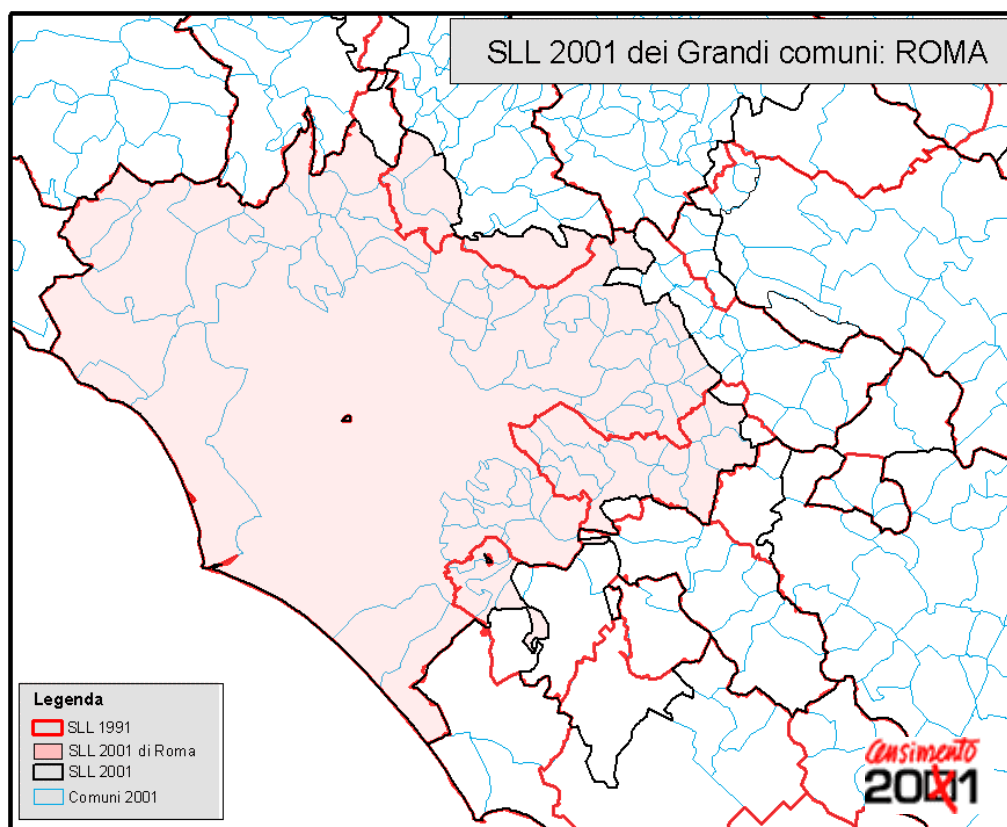 SLL 2001 dei Grandi comuni: ROMA
Legenda
SLL 1991
SLL 2001 di Roma
SLL 2001
Comuni 2001
Censimento
2001